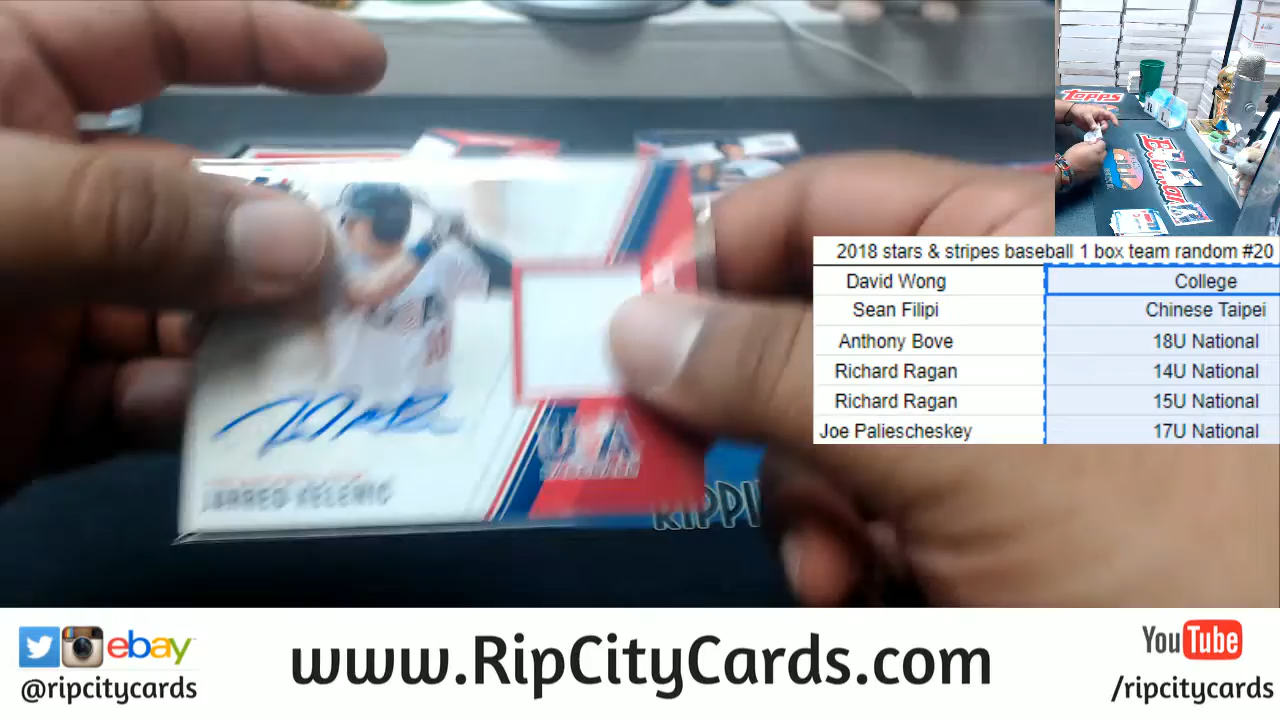 Topps
Bowman
JARRED KELENIC
USA
RIPPI
2018 stars & stripes baseball 1 box team random #20
David Wong College
Sean Filipi Chinese Taipei
Anthony Bove 18U National
Richard Ragan 14U National
Richard Ragan 15U National
Joe Paliescheskey 17U National
ebay
@ripcitycards
www.RipCityCards.com
YouTube
/ripcitycards